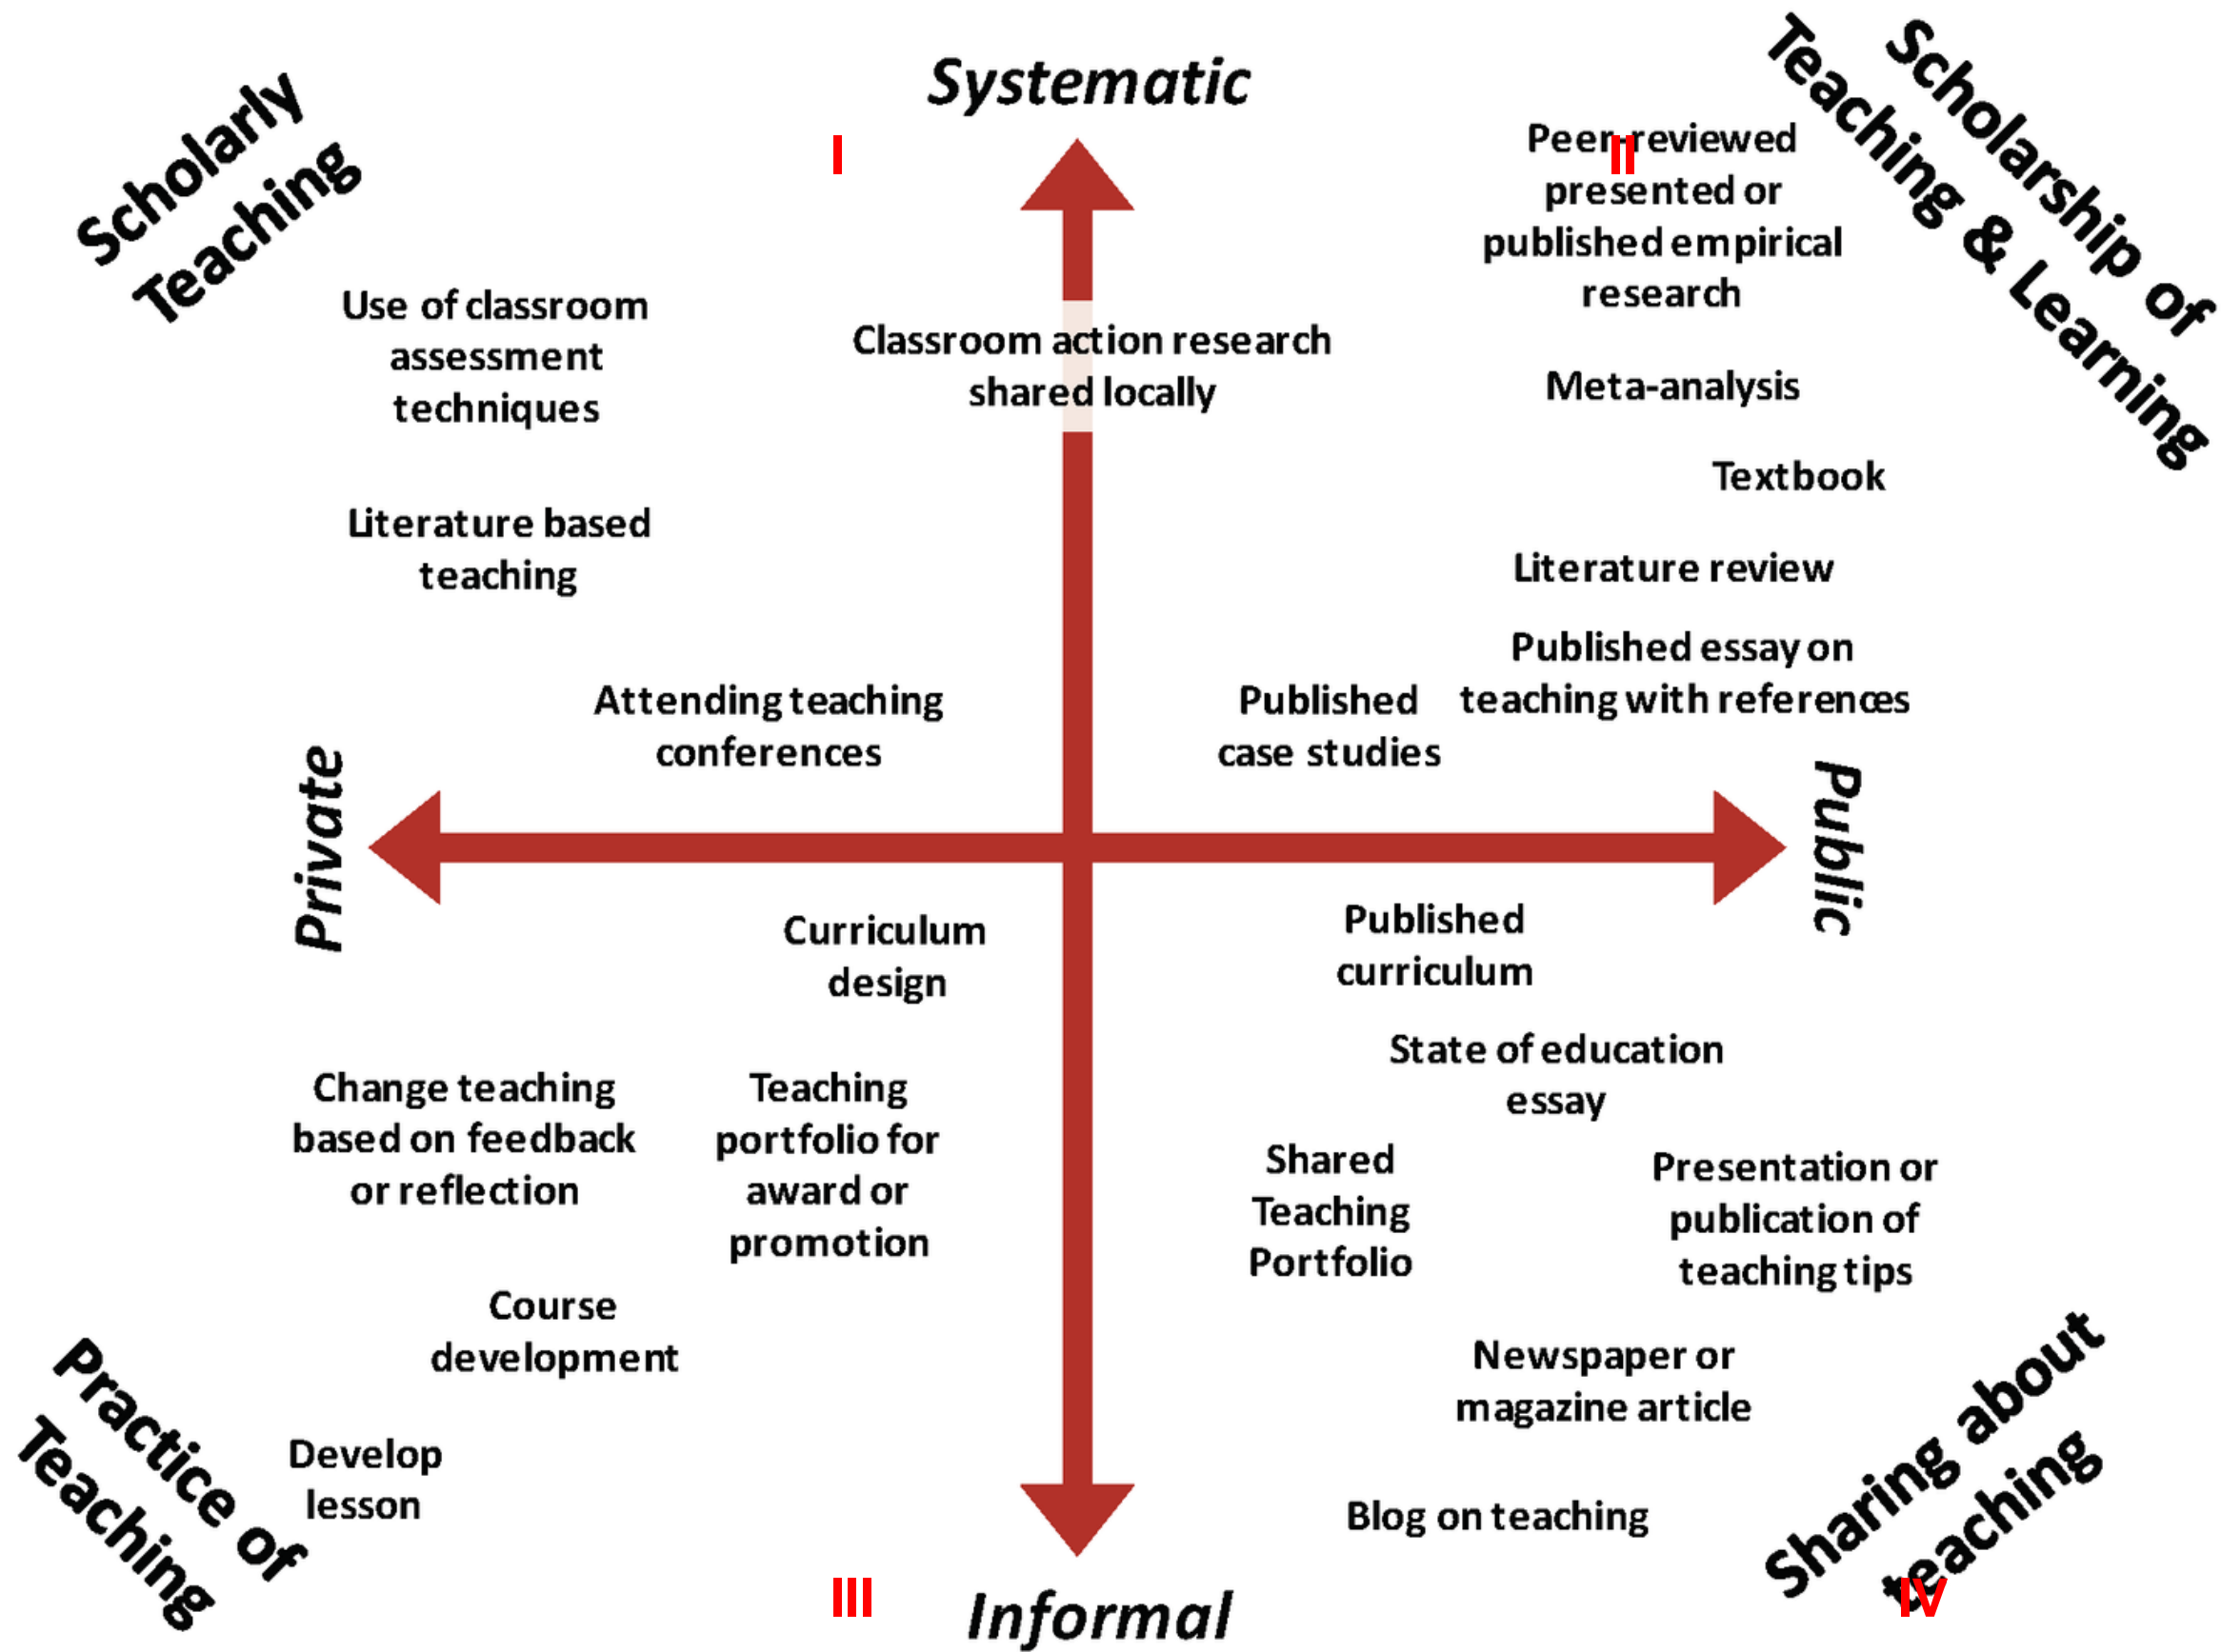 Systematic
Scholarly
Teaching
I
II
Scholarship of
Teaching & Learning
Peer-reviewed
presented or
published empirical
research
Use of classroom
assessment
techniques
Classroom action research
shared locally
Meta-analysis
Textbook
Literature based
teaching
Literature review
Published essay on
teaching with references
Attending teaching
conferences
Published
case studies
Private
Public
Curriculum
design
Published
curriculum
State of education
essay
Change teaching
based on feedback
or reflection
Teaching
portfolio for
award or
promotion
Shared
Teaching
Portfolio
Presentation or
publication of
teaching tips
Course
development
Newspaper or
magazine article
Develop
lesson
Blog on teaching
Practice of
Teaching
Sharing about
teaching
III
IV
Informal